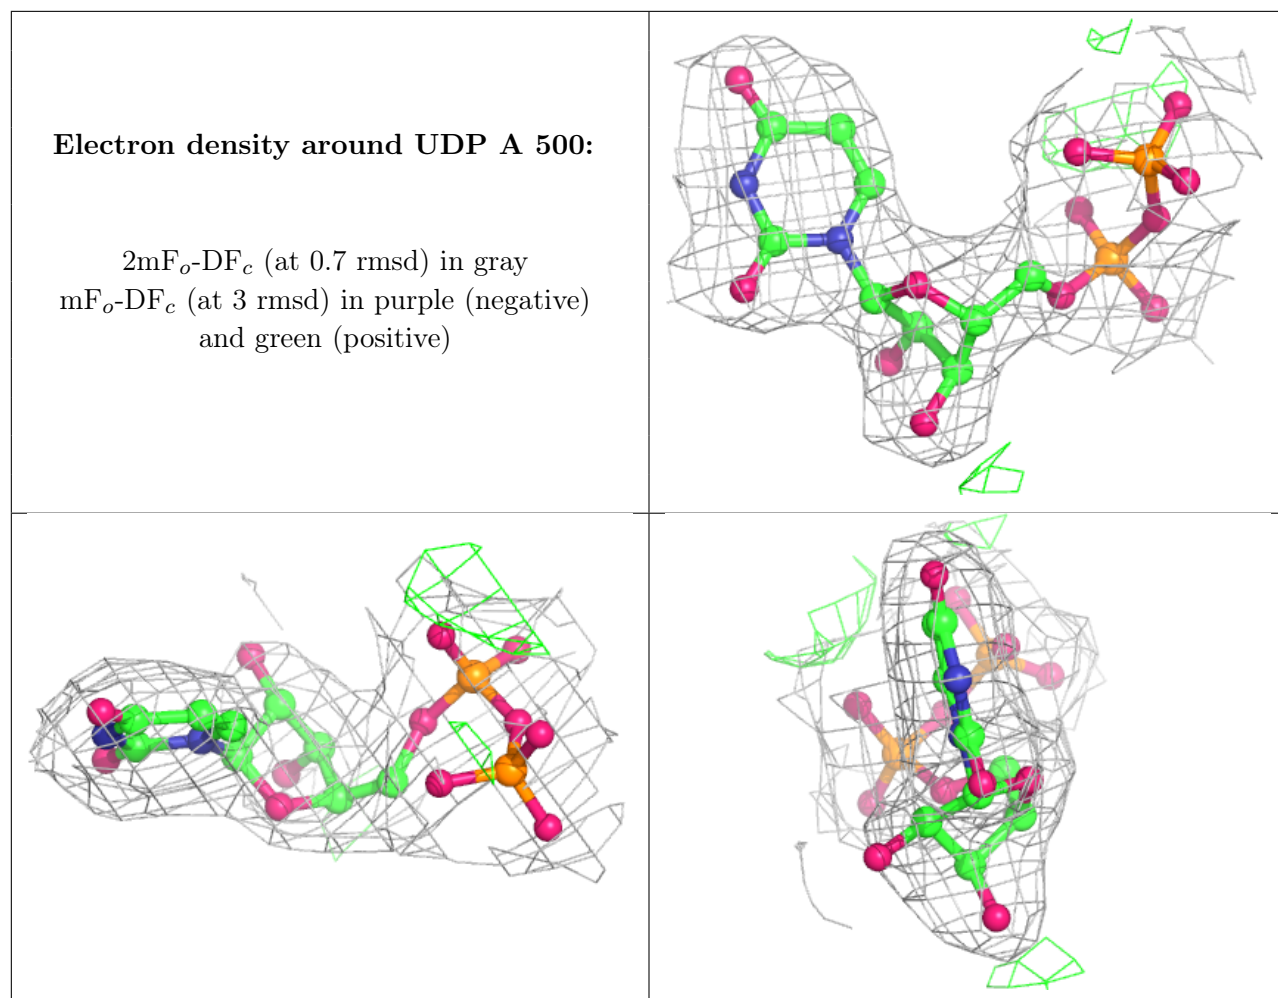 Electron density around UDP A 500:
2mFₒ-DF𝒸 (at 0.7 rmsd) in gray
mFₒ-DF𝒸 (at 3 rmsd) in purple (negative)
and green (positive)